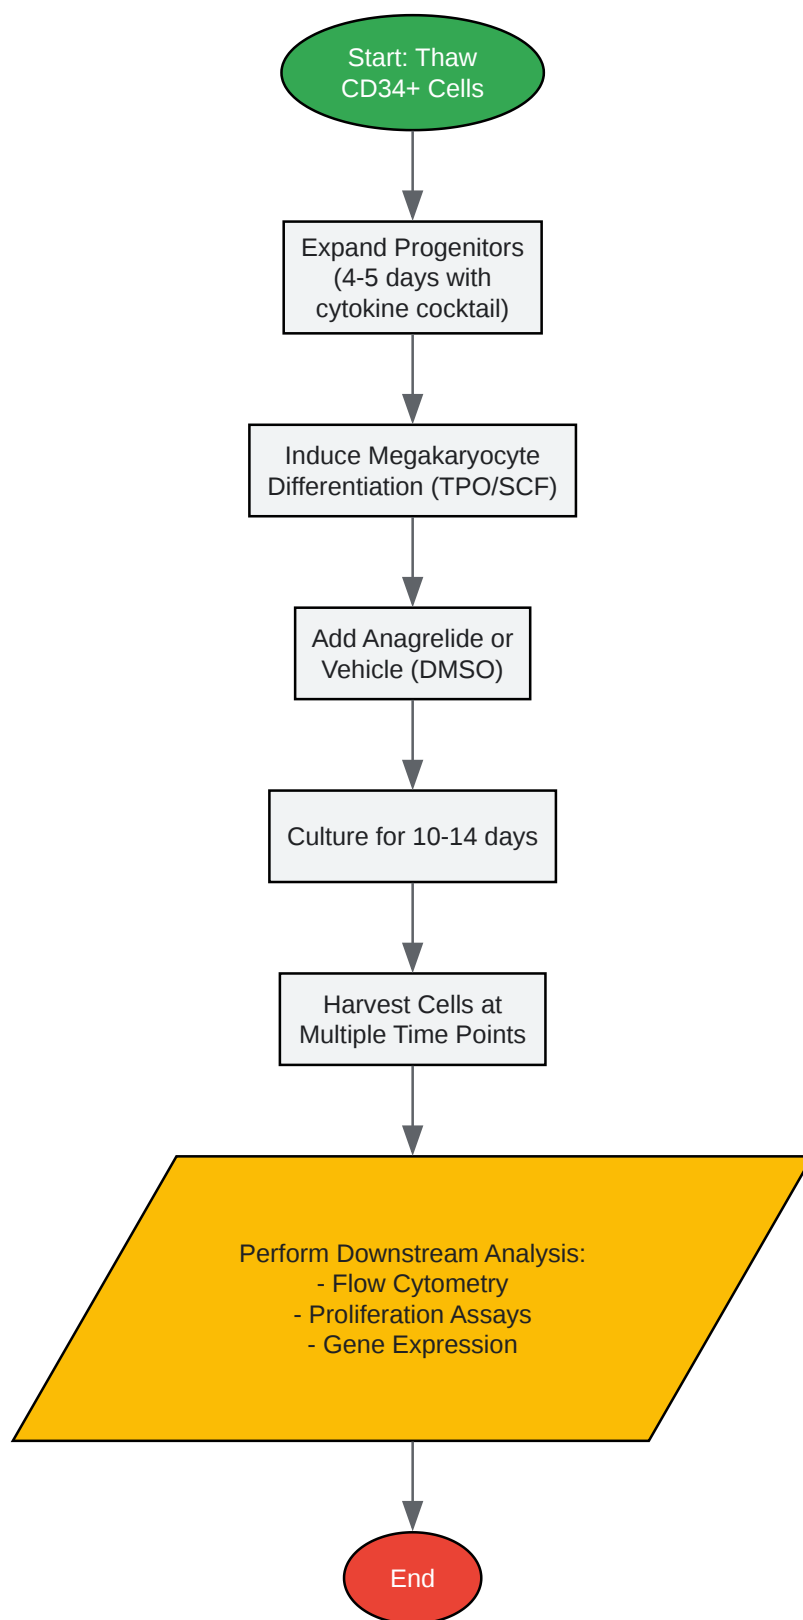 Start: Thaw
CD34+ Cells
Expand Progenitors
(4-5 days with
cytokine cocktail)
Induce Megakaryocyte
Differentiation (TPO/SCF)
Add Anagrelide or
Vehicle (DMSO)
Culture for 10-14 days
Harvest Cells at
Multiple Time Points
Perform Downstream Analysis:
- Flow Cytometry
- Proliferation Assays
- Gene Expression
End